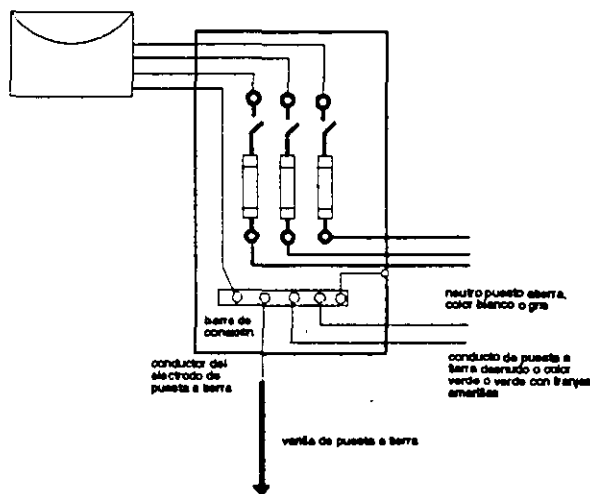 neutro puesto atierra,
color blanco o gris
barra de
conexión
conductor del
electrodo de
puesta a tierra
conducto de puesta a
tierra desnudo o color
verde o verde con franjas
amarillas
varilla de puesta a tierra